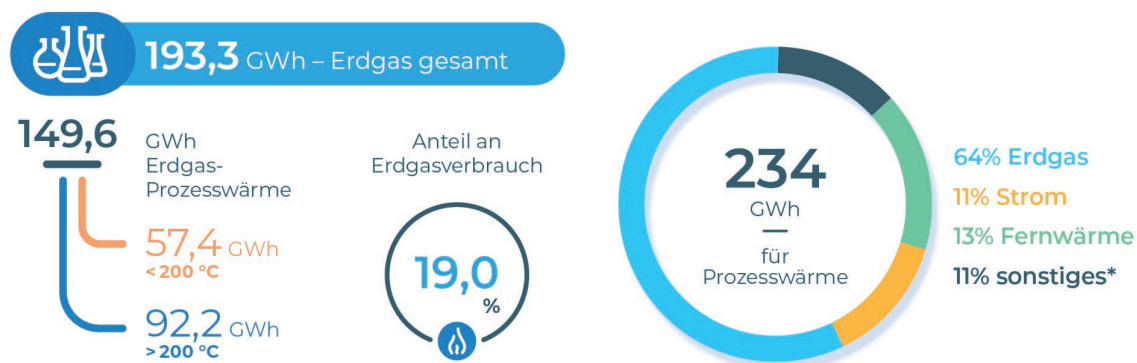 193,3 GWh – Erdgas gesamt
149,6
GWh
Erdgas-
Prozesswärme
57,4 GWh
< 200 °C
92,2 GWh
> 200 °C
Anteil an
Erdgasverbrauch
19,0
%
234
GWh
für
Prozesswärme
64% Erdgas
11% Strom
13% Fernwärme
11% sonstiges*